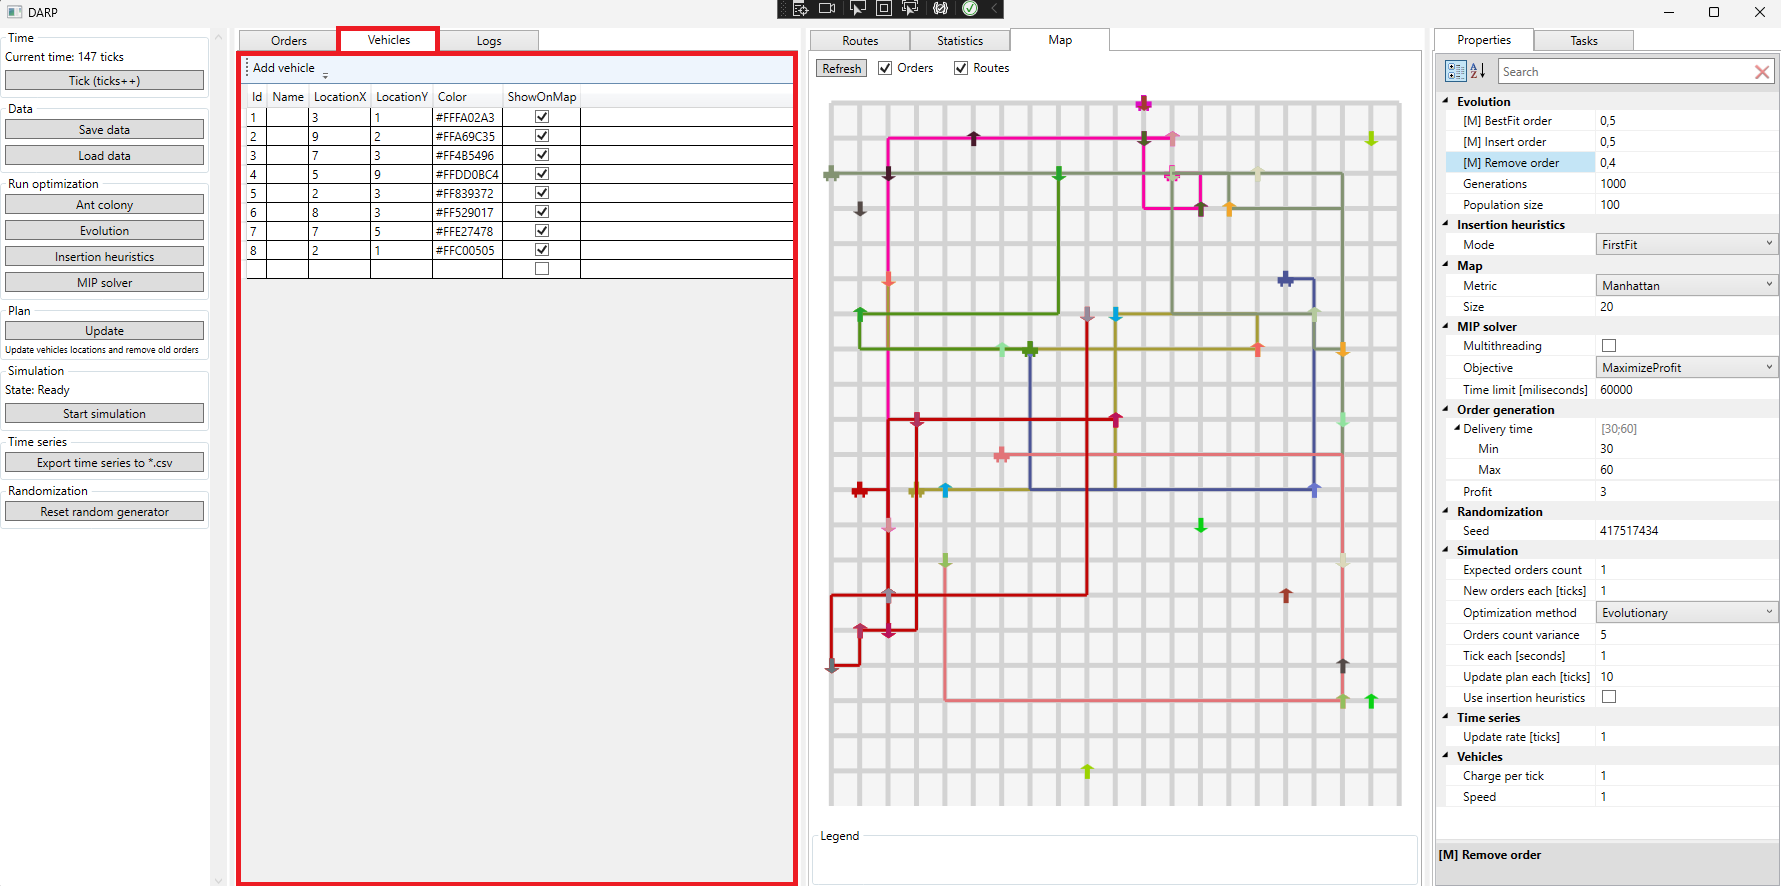 DARP
Time
Current time: 147 ticks
Tick (ticks++)
Data
Save data
Load data
Run optimization
Ant colony
Evolution
Insertion heuristics
MIP solver
Plan
Update
Update vehicles locations and remove old orders
Simulation
State: Ready
Start simulation
Time series
Export time series to *.csv
Randomization
Reset random generator
Orders
Vehicles
Logs
Add vehicle
Id Name LocationX LocationY Color ShowOnMap
1 3 1 #FFFA02A3
2 9 2 #FFA69C35
3 7 3 #FF4B5496
4 5 9 #FFDD0BC4
5 2 3 #FF839372
6 8 3 #FF529017
7 7 5 #FFE27478
8 2 1 #FFC00505
Routes
Statistics
Map
Refresh
Orders
Routes
Legend
Properties
Tasks
Search
Evolution
[M] BestFit order 0,5
[M] Insert order 0,5
[M] Remove order 0,4
Generations 1000
Population size 100
Insertion heuristics
Mode FirstFit
Map
Metric Manhattan
Size 20
MIP solver
Multithreading
Objective MaximizeProfit
Time limit [miliseconds] 60000
Order generation
Delivery time [30;60]
Min 30
Max 60
Profit 3
Randomization
Seed 417517434
Simulation
Expected orders count 1
New orders each [ticks] 1
Optimization method Evolutionary
Orders count variance 5
Tick each [seconds] 1
Update plan each [ticks] 10
Use insertion heuristics
Time series
Update rate [ticks] 1
Vehicles
Charge per tick 1
Speed 1
[M] Remove order